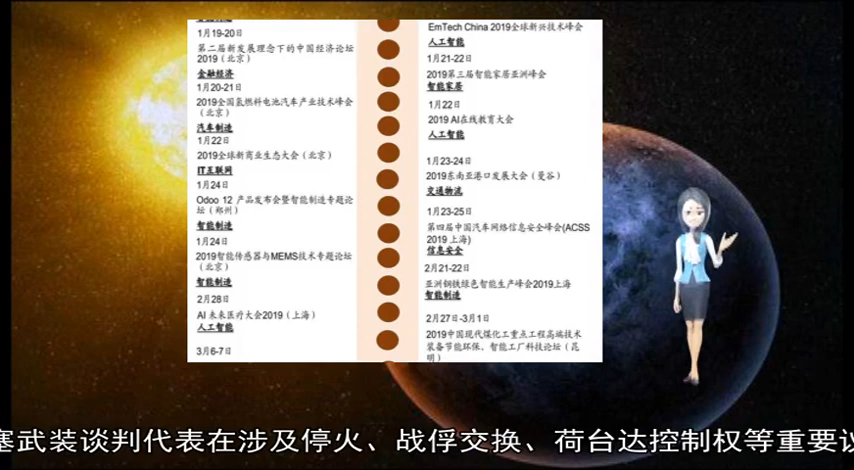 1月19-20日
第二届新发展理念下的中国经济论坛
2019（北京）
金融经济
1月20-21日
2019全国氢燃料电池汽车产业技术峰会
（北京）
汽车制造
1月22日
2019全球新商业生态大会（北京）
IT互联网
1月24日
Odoo 12 产品发布会暨智能制造专题论
坛（郑州）
智能制造
1月24日
2019智能传感器与MEMS技术专题论坛
（北京）
智能制造
2月28日
AI 未来医疗大会2019（上海）
人工智能
3月6-7日
EmTech China 2019全球新兴技术峰会
人工智能
1月21-22日
2019第三届智能家居亚洲峰会
智能家居
1月22日
2019 AI在线教育大会
人工智能
1月23-24日
2019东南亚港口发展大会（曼谷）
交通物流
1月23-25日
第四届中国汽车网络信息安全峰会(ACSS
2019 上海)
信息安全
2月21-22日
亚洲钢铁绿色智能生产峰会2019上海
智能制造
2月27日-3月1日
2019中国现代煤化工重点工程高端技术
装备节能环保、智能工厂科技论坛（昆
明）
塞武装谈判代表在涉及停火、战俘交换、荷台达控制权等重要议